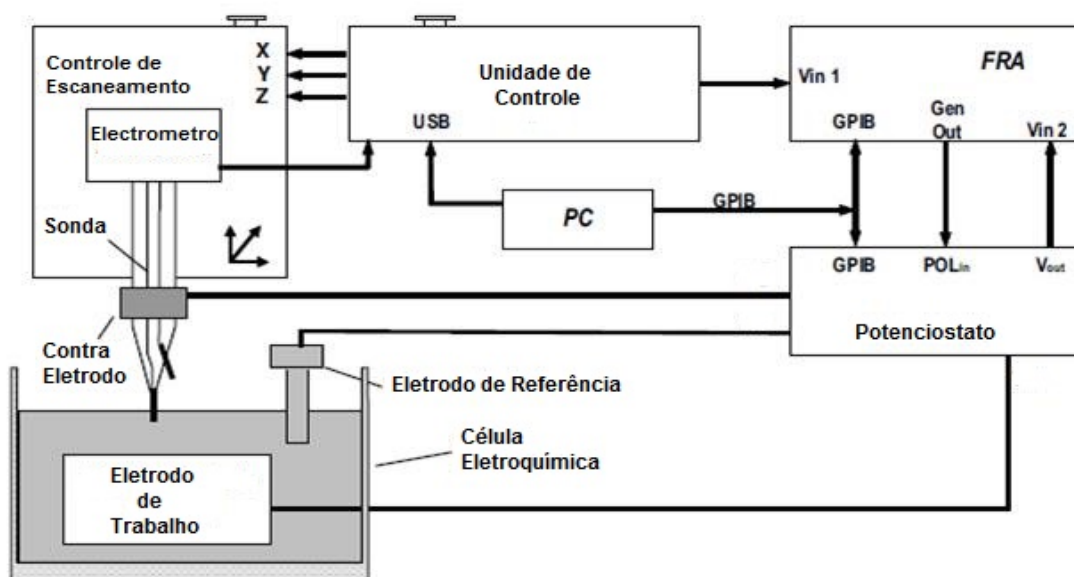 Controle de
Escaneamento
X
Y
Z
Electrometro
Sonda
Contra
Eletrodo
Unidade de
Controle
USB
PC
GPIB
FRA
Vin 1
GPIB
Gen
Out
Vin 2
GPIB
POLin
Vout
Potenciostato
Eletrodo de Referência
Célula
Eletroquímica
Eletrodo
de
Trabalho